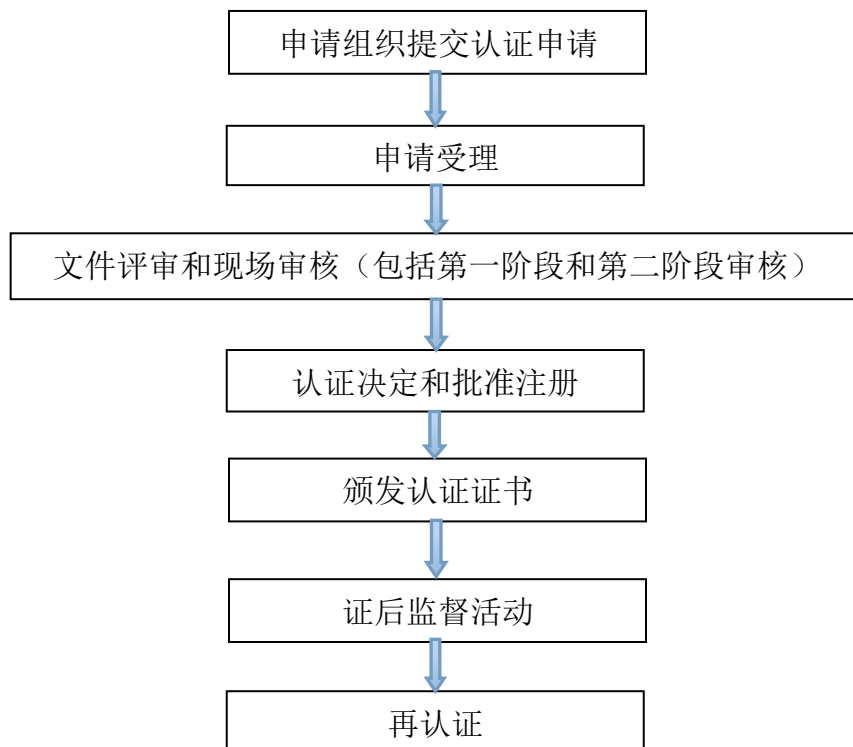 申请组织提交认证申请
申请受理
文件评审和现场审核（包括第一阶段和第二阶段审核）
认证决定和批准注册
颁发认证证书
证后监督活动
再认证